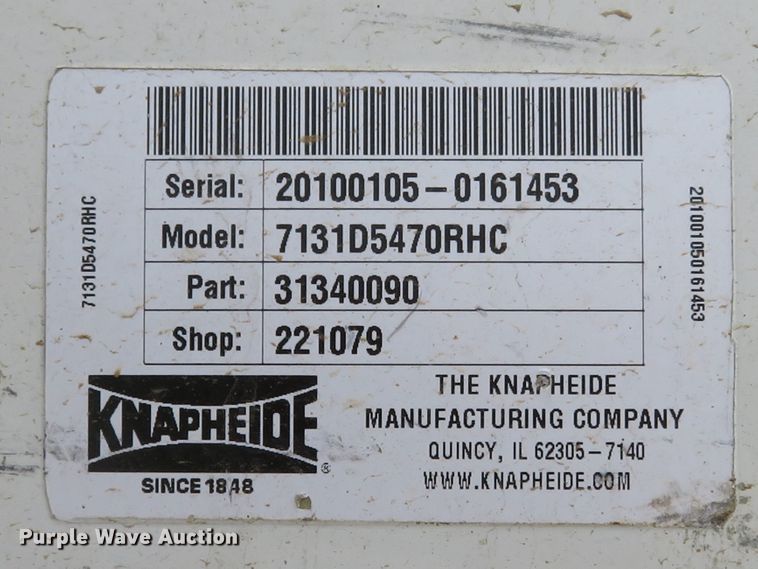 Serial: 20100105-0161453
Model: 7131D5470RHC
Part: 31340090
Shop: 221079
7131D5470RHC
201001050161453
KNAPHEIDE®
SINCE 1848
THE KNAPHEIDE
MANUFACTURING COMPANY
QUINCY, IL 62305-7140
WWW.KNAPHEIDE.COM
Purple Wave Auction